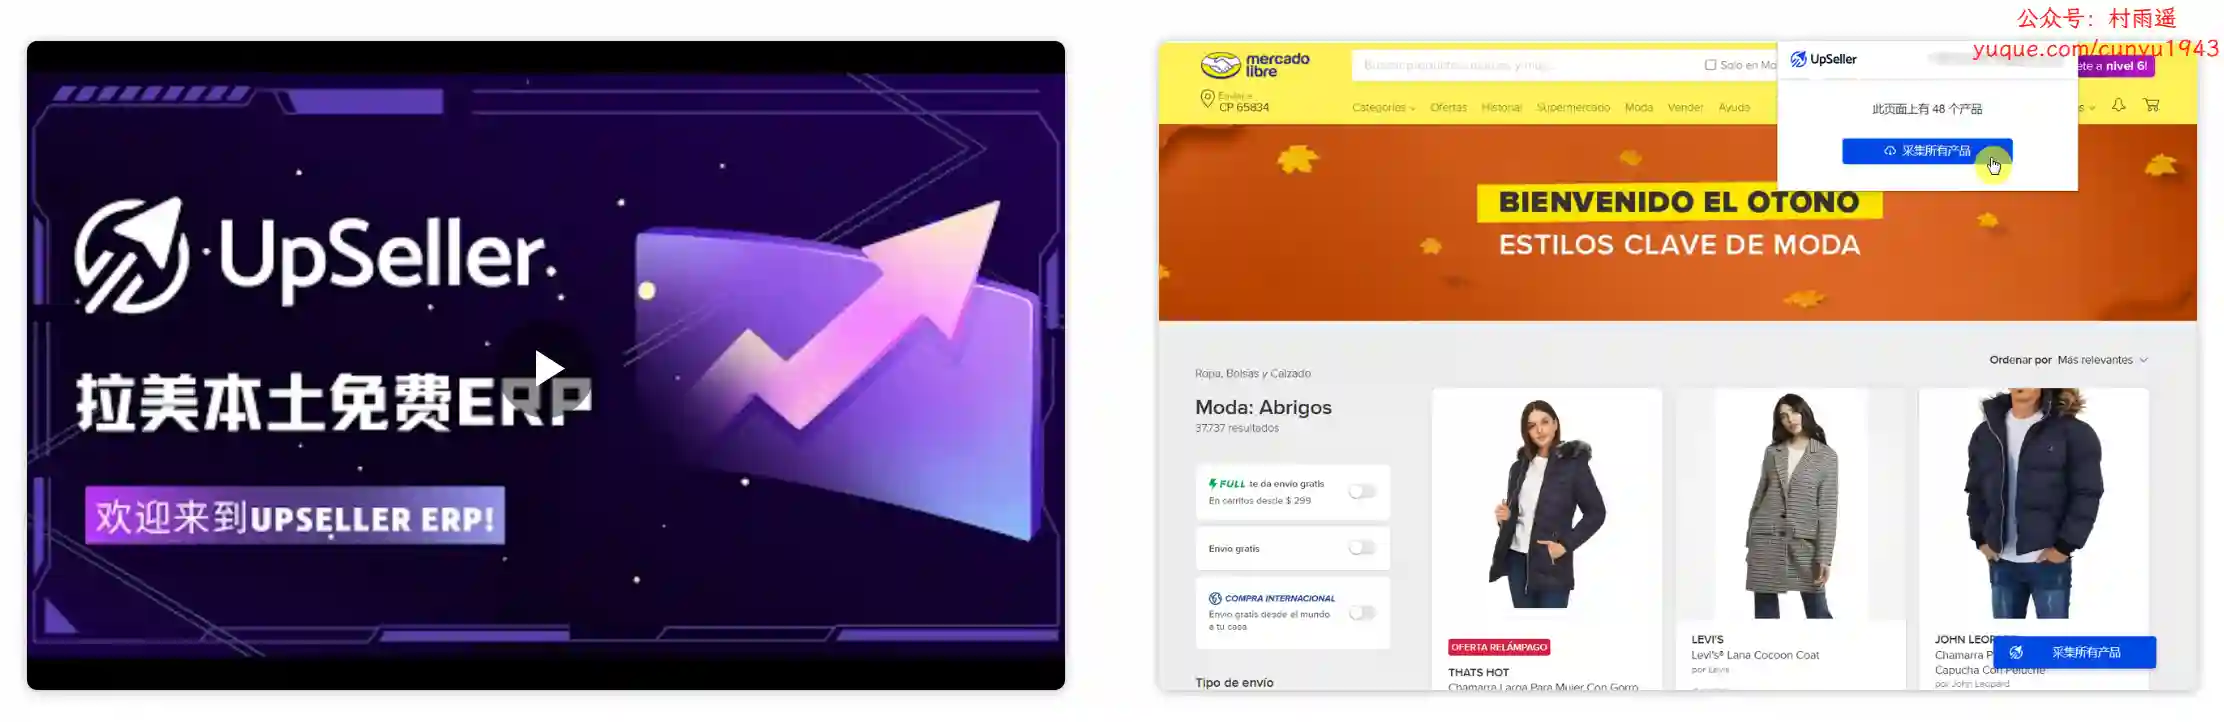 公众号：村雨遥
yuque.com/cunyu1943
UpSeller
拉美本土免费ERP
欢迎来到UPSELLER ERP!
mercado
libre
Buscar productos, marcas y más...
Solo en
UpSeller
nivel 6!
Enviar a
CP 65834
Categorías
Ofertas
Historial
Supermercado
Moda
Vender
Ayuda
此页面上有 48 个产品
采集所有产品
BIENVENIDO EL OTOÑO
ESTILOS CLAVE DE MODA
Ordenar por Más relevantes
Ropa, Bolsas y Calzado
Moda: Abrigos
37,737 resultados
FULL te da envío gratis
En carritos desde $ 299
Envío gratis
COMPRA INTERNACIONAL
Envío gratis desde el mundo
a tu casa
Tipo de envío
OFERTA RELÁMPAGO
THATS HOT
Chamarra Larga Para Mujer Con Gorro
LEVI'S
Levi's® Lana Cocoon Coat
por Levis
JOHN
Chamarra
Capucha Con Peluche
por John Leopard
采集所有产品